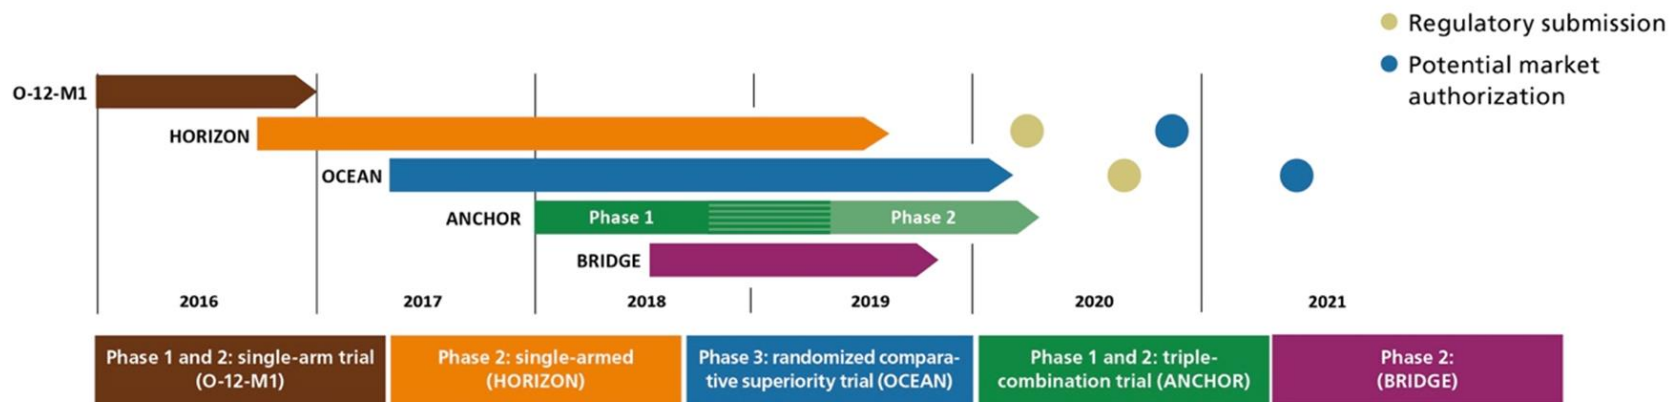 Regulatory submission
Potential market
authorization
O-12-M1
HORIZON
OCEAN
ANCHOR
Phase 1
Phase 2
BRIDGE
2016
2017
2018
2019
2020
2021
Phase 1 and 2: single-arm trial
(O-12-M1)
Phase 2: single-armed
(HORIZON)
Phase 3: randomized compara-
tive superiority trial (OCEAN)
Phase 1 and 2: triple-
combination trial (ANCHOR)
Phase 2:
(BRIDGE)